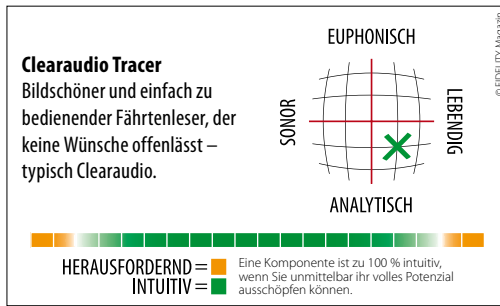 © FIDELITY Magazin
EUPHONISCH
Clearaudio Tracer
Bildschöner und einfach zu
bedienender Fährtenleser, der
keine Wünsche offenlässt –
typisch Clearaudio.
SONOR
LEBENDIG
ANALYTISCH
HERAUSFORDERND =
INTUITIV =
Eine Komponente ist zu 100 % intuitiv,
wenn Sie unmittelbar ihr volles Potenzial
ausschöpfen können.